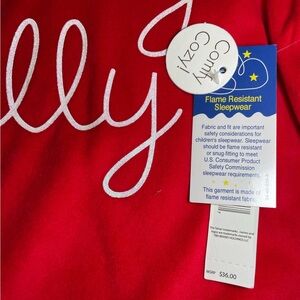 lly
Comfy
Cozy!
Flame Resistant
Sleepwear
Fabric and fit are important
safety considerations for
children's sleepwear. Sleepwear
should be flame resistant
or snug fitting to meet
U.S. Consumer Product
Safety Commission
sleepwear requirements.
This garment is made of
flame resistant fabric.
MSRP $36.00